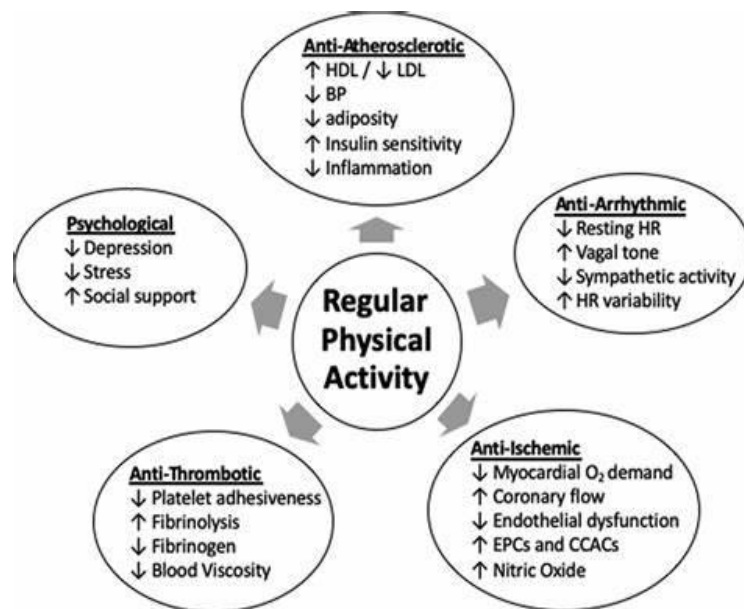 Anti-Atherosclerotic
↑ HDL / ↓ LDL
↓ BP
↓ adiposity
↑ Insulin sensitivity
↓ Inflammation
Psychological
↓ Depression
↓ Stress
↑ Social support
Anti-Arrhythmic
↓ Resting HR
↑ Vagal tone
↓ Sympathetic activity
↑ HR variability
Regular
Physical
Activity
Anti-Thrombotic
↓ Platelet adhesiveness
↑ Fibrinolysis
↓ Fibrinogen
↓ Blood Viscosity
Anti-Ischemic
↓ Myocardial O₂ demand
↑ Coronary flow
↓ Endothelial dysfunction
↑ EPCs and CCACs
↑ Nitric Oxide